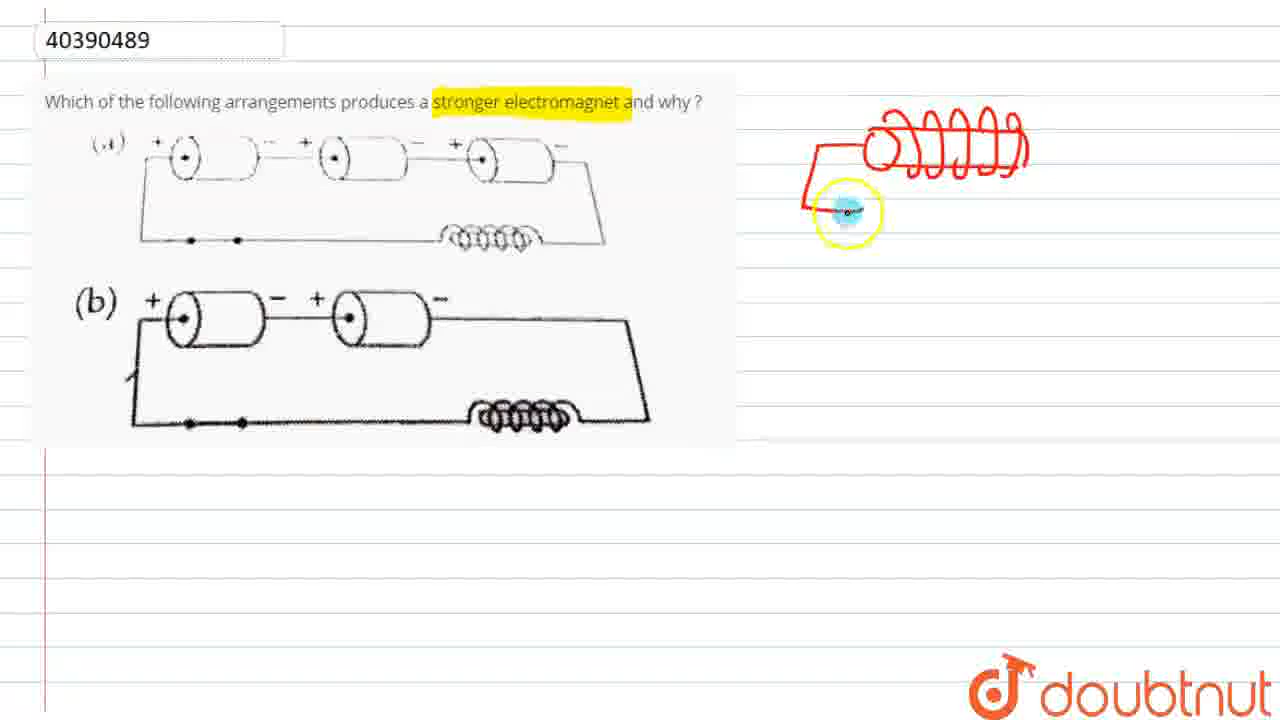 40390489
Which of the following arrangements produces a stronger electromagnet and why ?
+ - + - + -
(b) + - + -
doubtnut